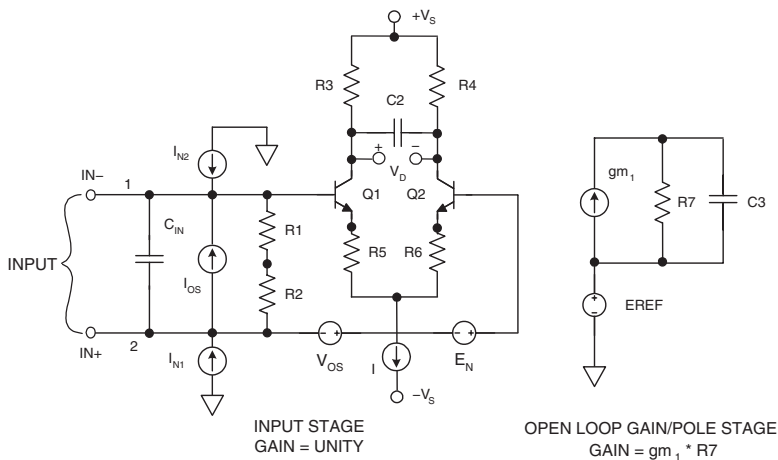 +V_S
R3
R4
C2
+
−
V_D
I_N2
IN−
1
Q1
Q2
gm_1
R7
C3
C_IN
R1
R5
R6
INPUT
I_OS
R2
+
−
EREF
IN+
2
I_N1
− +
V_OS
I
− +
E_N
−V_S
INPUT STAGE
GAIN = UNITY
OPEN LOOP GAIN/POLE STAGE
GAIN = gm_1 * R7